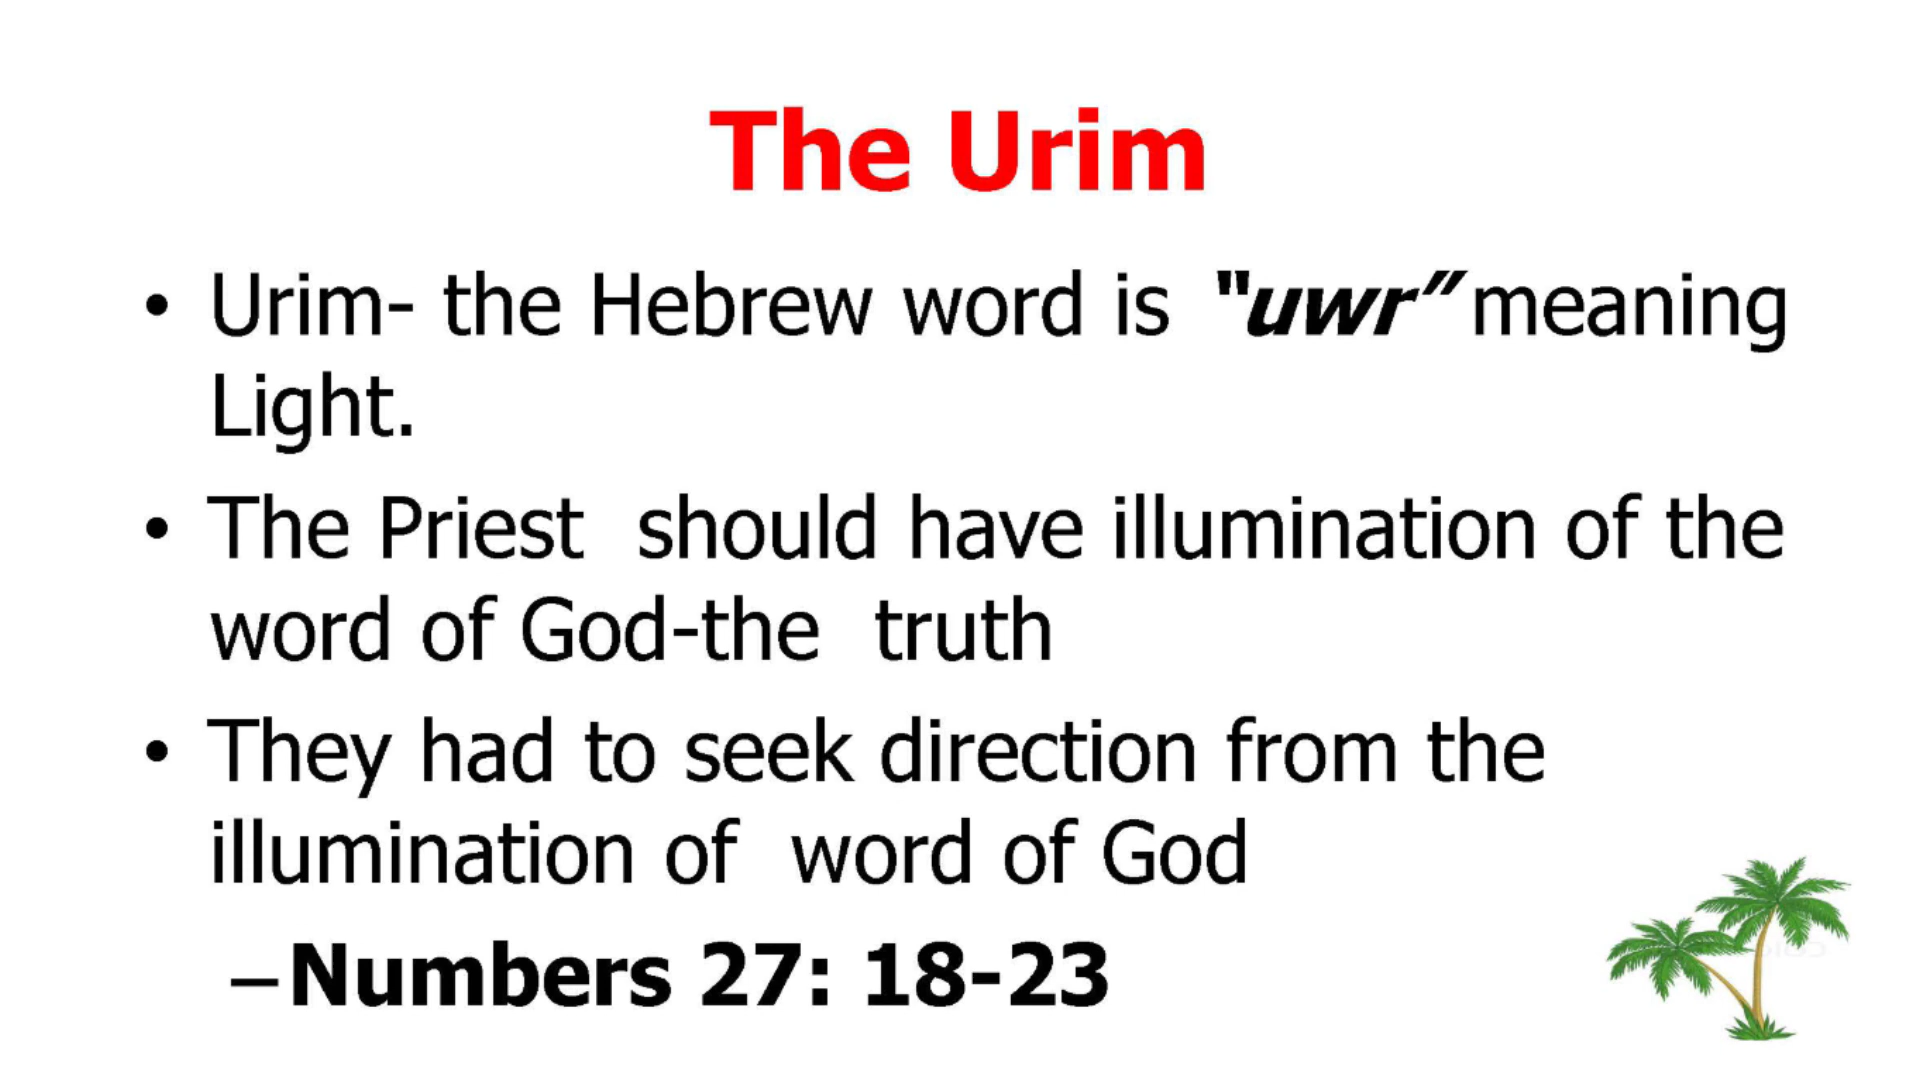 The Urim
• Urim- the Hebrew word is "uwr" meaning
Light.
• The Priest  should have illumination of the
word of God-the  truth
• They had to seek direction from the
illumination of  word of God
–Numbers 27: 18-23